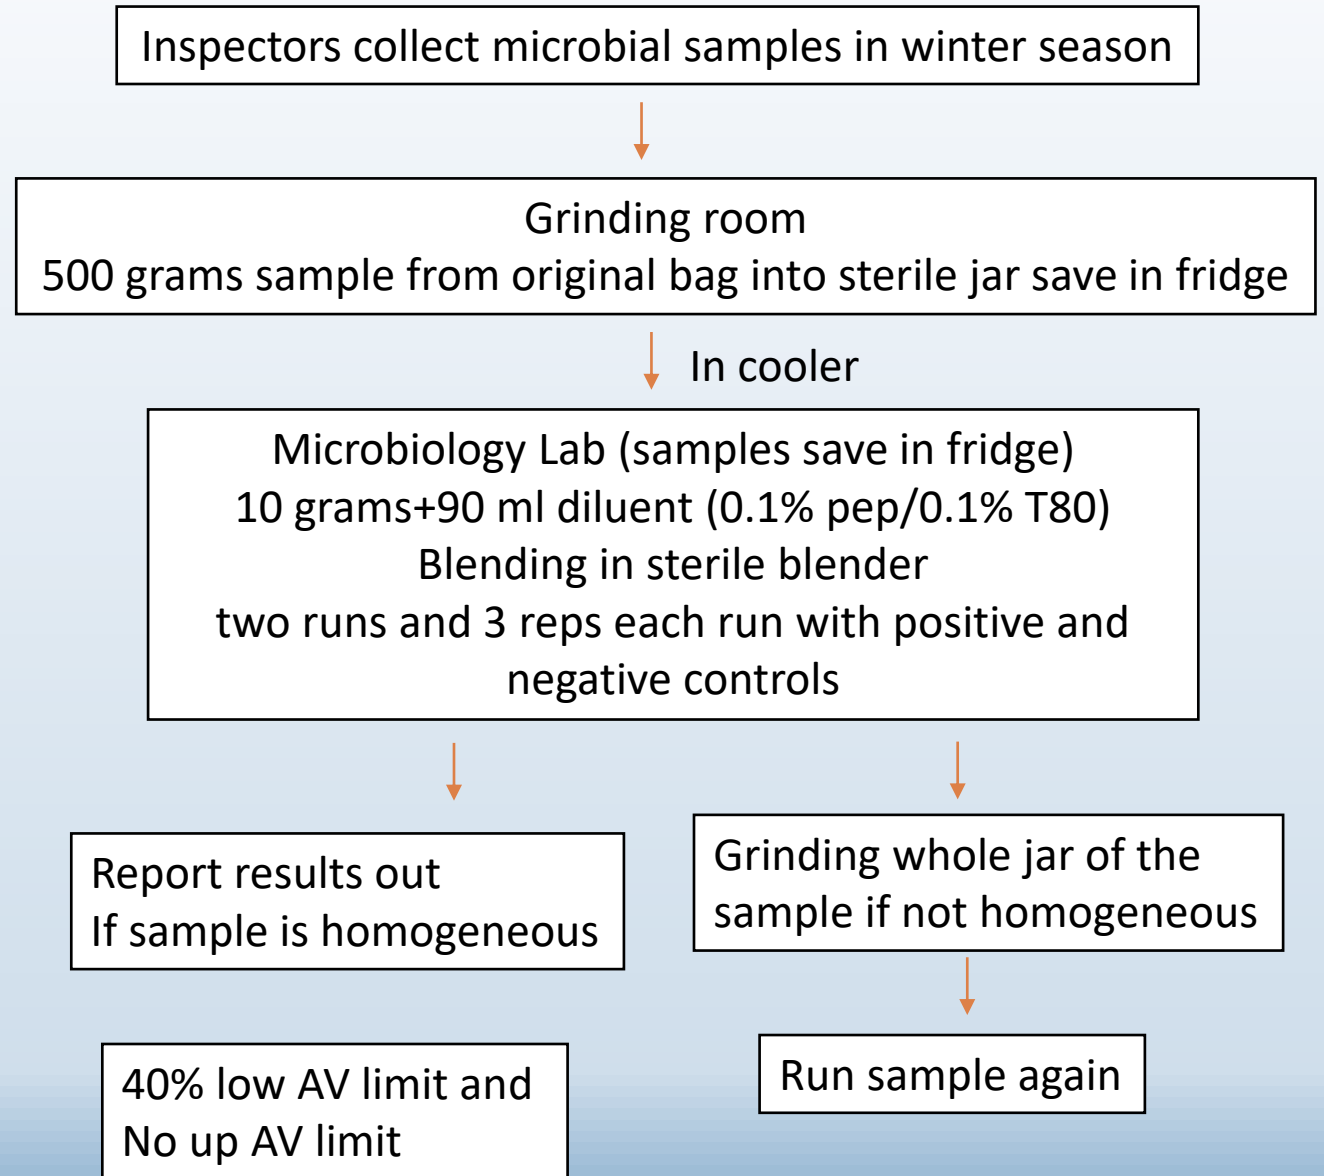 Inspectors collect microbial samples in winter season
Grinding room
500 grams sample from original bag into sterile jar save in fridge
In cooler
Microbiology Lab (samples save in fridge)
10 grams+90 ml diluent (0.1% pep/0.1% T80)
Blending in sterile blender
two runs and 3 reps each run with positive and
negative controls
Report results out
If sample is homogeneous
Grinding whole jar of the
sample if not homogeneous
40% low AV limit and
No up AV limit
Run sample again